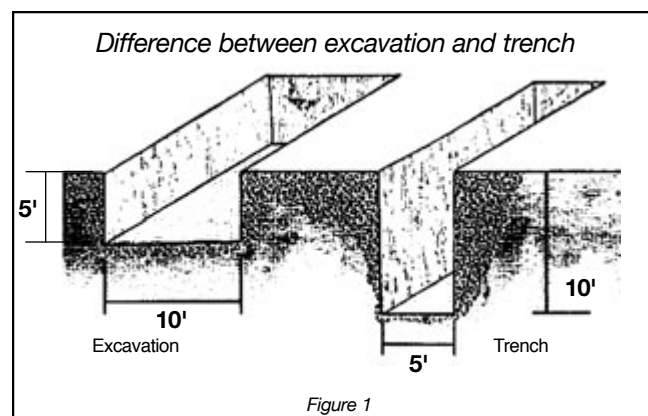 Difference between excavation and trench
5'
10'
Excavation
10'
5'
Trench
Figure 1